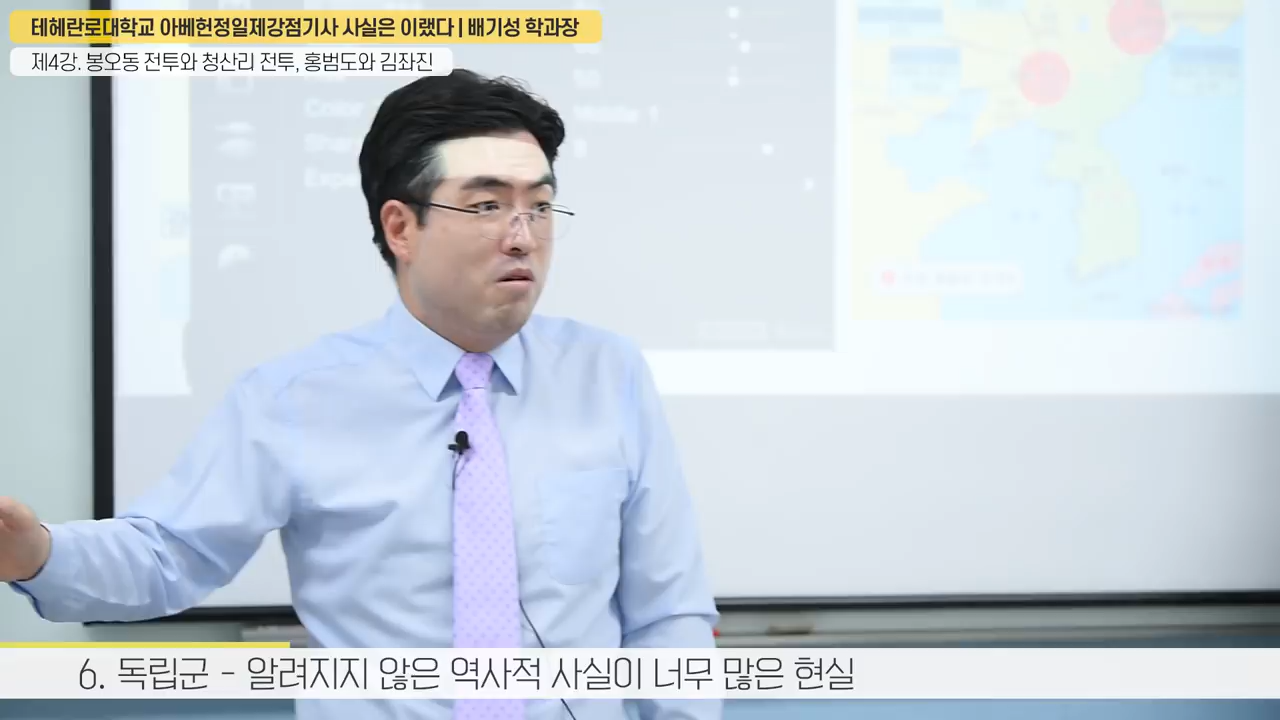 테헤란로대학교 아베헌정일제강점기사 사실은 이랬다 | 배기성 학과장
제4강. 봉오동 전투와 청산리 전투, 홍범도와 김좌진
6. 독립군 - 알려지지 않은 역사적 사실이 너무 많은 현실